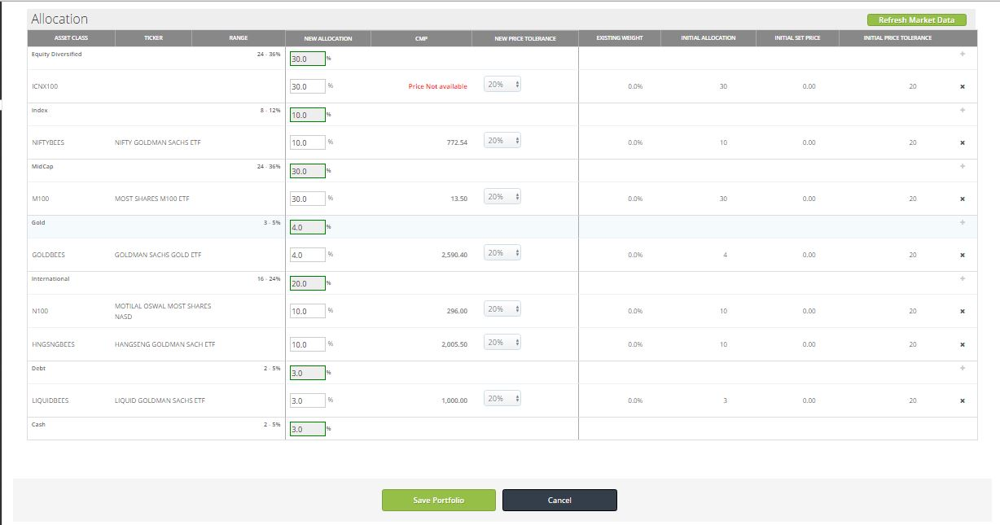 Allocation
Refresh Market Data
ASSET CLASS TICKER RANGE NEW ALLOCATION CMP NEW PRICE TOLERANCE EXISTING WEIGHT INITIAL ALLOCATION INITIAL SET PRICE INITIAL PRICE TOLERANCE
Equity Diversified 24 - 36% 30.0 % +
ICNX100 30.0 % Price Not available 20% 0.0% 30 0.00 20 ×
Index 8 - 12% 10.0 % +
NIFTYBEES NIFTY GOLDMAN SACHS ETF 10.0 % 772.54 20% 0.0% 10 0.00 20 ×
MidCap 24 - 36% 30.0 % +
M100 MOST SHARES M100 ETF 30.0 % 13.50 20% 0.0% 30 0.00 20 ×
Gold 3 - 5% 4.0 % +
GOLDBEES GOLDMAN SACHS GOLD ETF 4.0 % 2,590.40 20% 0.0% 4 0.00 20 ×
International 16 - 24% 20.0 % +
N100 MOTILAL OSWAL MOST SHARES 10.0 % 296.00 20% 0.0% 10 0.00 20 ×
NASD
HNGSNGBEES HANGSENG GOLDMAN SACH ETF 10.0 % 2,005.50 20% 0.0% 10 0.00 20 ×
Debt 2 - 5% 3.0 % +
LIQUIDBEES LIQUID GOLDMAN SACHS ETF 3.0 % 1,000.00 20% 0.0% 3 0.00 20 ×
Cash 2 - 5% 3.0 %
Save Portfolio Cancel